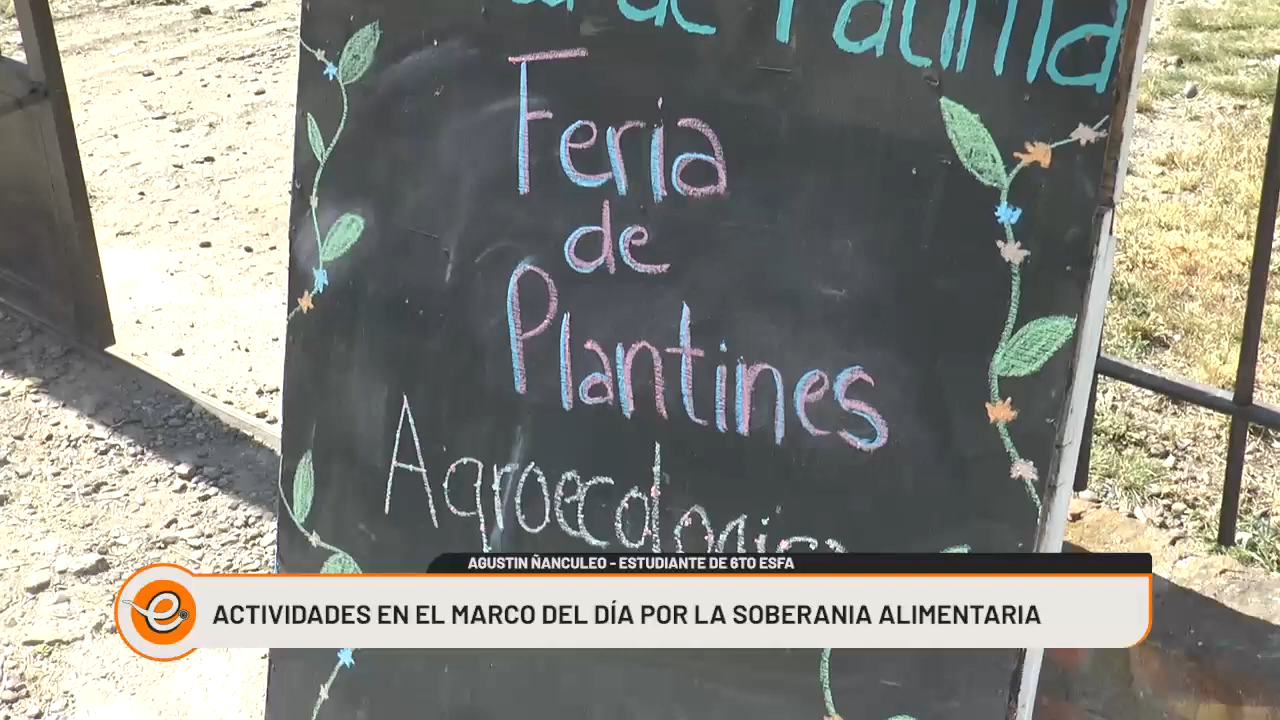 Feria
de
Plantines
AGUSTIN ÑANCULEO - ESTUDIANTE DE 6TO ESFA
ACTIVIDADES EN EL MARCO DEL DÍA POR LA SOBERANIA ALIMENTARIA